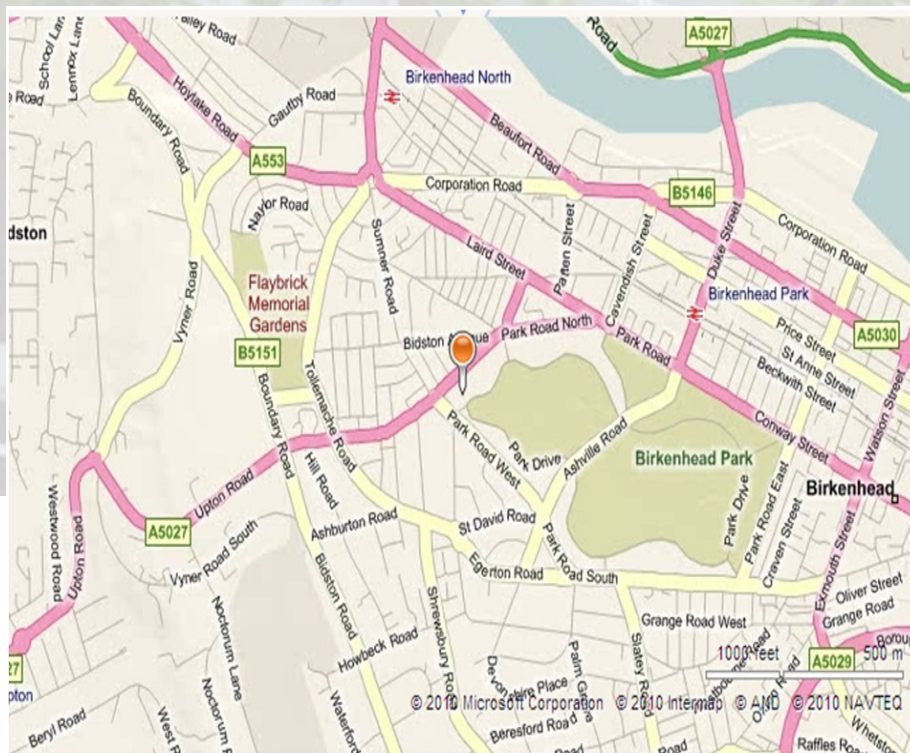 School Lane
Lennox Lane
Road
A5027
Birkenhead North
Hoylake Road
Gautby Road
Boundary Road
Beaufort Road
A553
Corporation Road
B5146
Naylor Road
Corporation Road
dston
Sumner Road
Laird Street
Patten Street
Cavendish Street
Duke Street
Flaybrick
Memorial
Gardens
Vyner Road
Birkenhead Park
Bidston
Park Road North
Park Road
Price Street
A5030
St Anne Street
Beckwith Street
B5151
Tollemache Road
Boundary Road
Watson Street
Conway Street
Park Road West
Park Drive
Ashville Road
Birkenhead Park
Birkenhead
Hill Road
Upton Road
Westwood Road
Upton Road
A5027
Ashburton Road
St David Road
Park Drive
Park Road East
Craven Street
Exmouth Street
Vyner Road South
Bidston Road
Egerton Road
Park Road South
Oliver Street
Grange Road
Grange Road West
Noctorum Lane
Shrewsbury
Howbeck Road
Slatey Road
1000 feet
500 m
A5029
27
pton
Beryl Road
Waterford
Place
© 2010 Microsoft Corporation © 2010 Intermap © AND © 2010 NAVTEQ
Beresford Road
Road
Raffles Road